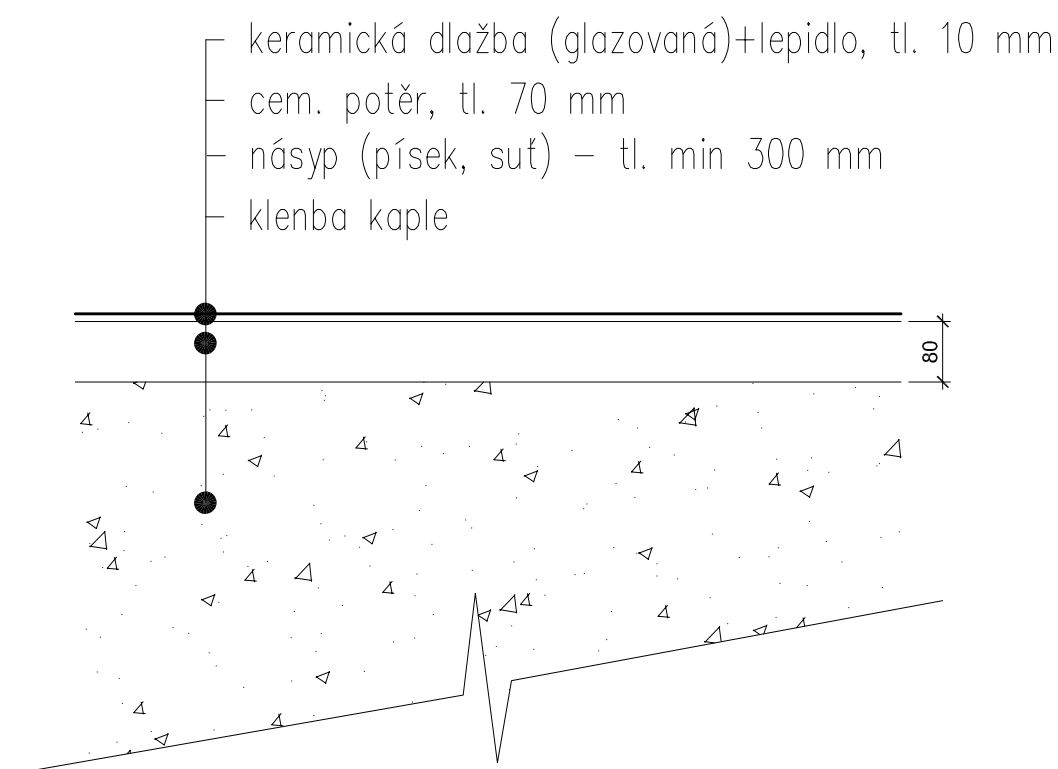 keramická dlažba (glazovaná)+lepidlo, tl. 10 mm
cem. potěr, tl. 70 mm
násyp (písek, suť) – tl. min 300 mm
klenba kaple
80